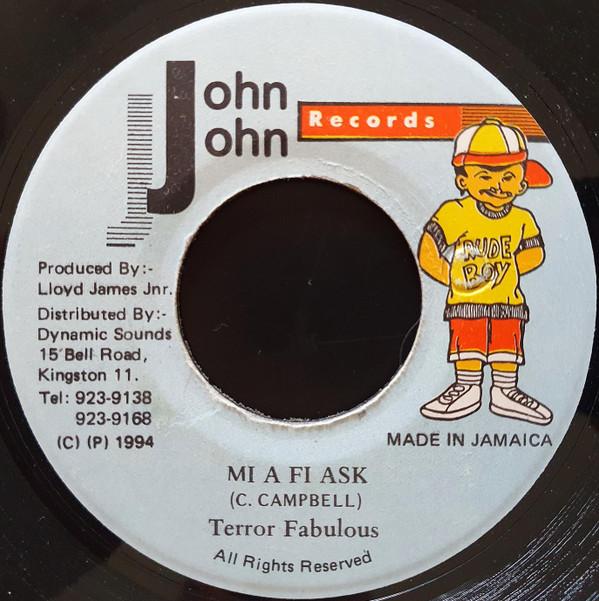 John
John
Records
RUDE
BOY
Produced By:-
Lloyd James Jnr.
Distributed By:-
Dynamic Sounds
15 Bell Road,
Kingston 11.
Tel: 923-9138
923-9168
(C) (P) 1994
MADE IN JAMAICA
MI A FI ASK
(C. CAMPBELL)
Terror Fabulous
All Rights Reserved